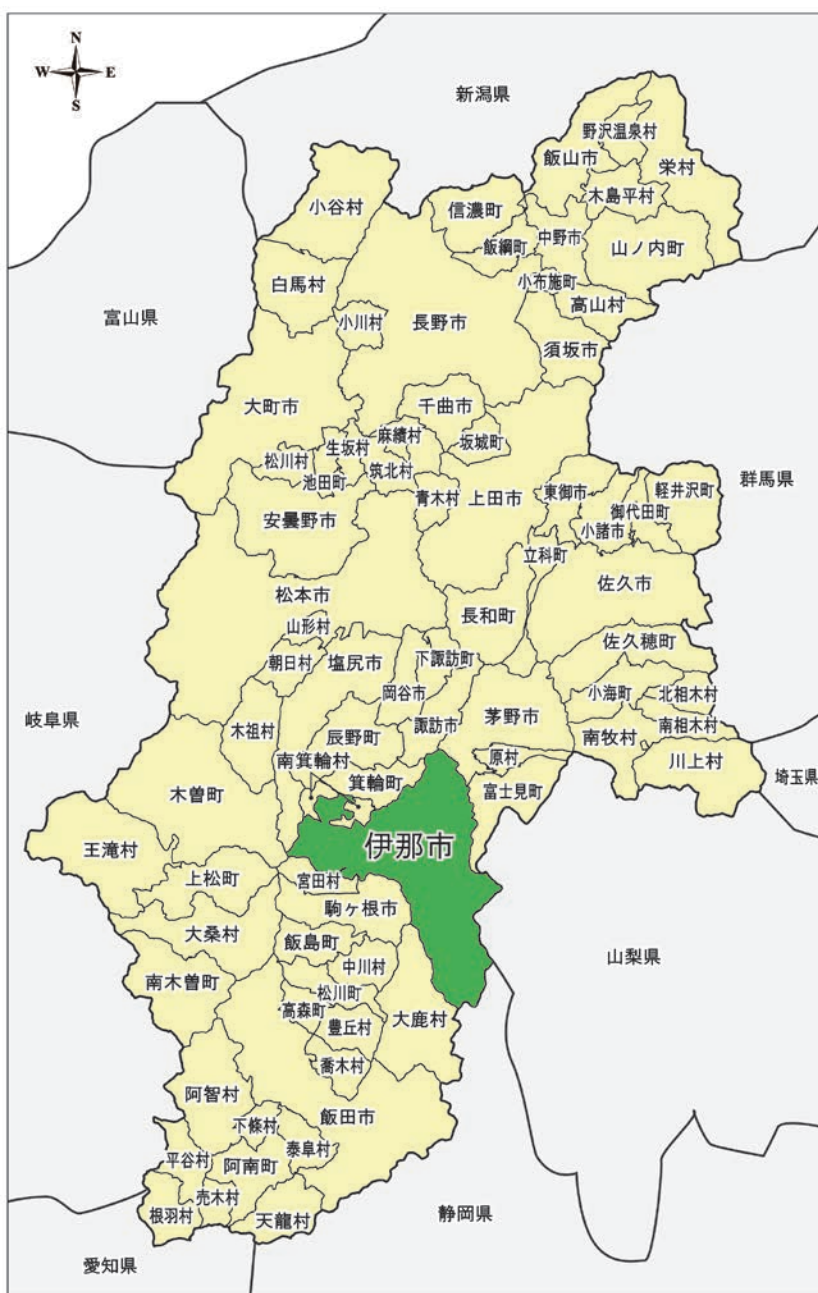 N
W E
S
新潟県
野沢温泉村
飯山市
栄村
木島平村
小谷村
信濃町
飯綱町
中野市
山ノ内町
白馬村
小布施町
高山村
富山県
小川村
長野市
須坂市
大町市
千曲市
麻績村
坂城町
生坂村
松川村
筑北村
池田町
青木村
上田市
東御市
軽井沢町
群馬県
御代田町
小諸市
安曇野市
立科町
佐久市
松本市
長和町
山形村
佐久穂町
朝日村
塩尻市
下諏訪町
岡谷市
小海町
北相木村
岐阜県
木祖村
辰野町
諏訪市
茅野市
南相木村
南牧村
南箕輪村
原村
川上村
箕輪町
富士見町
埼玉県
木曽町
王滝村
伊那市
上松町
宮田村
駒ヶ根市
大桑村
飯島町
山梨県
中川村
南木曽町
松川町
高森町
豊丘村
大鹿村
喬木村
阿智村
飯田市
下條村
泰阜村
平谷村
阿南町
売木村
根羽村
天龍村
静岡県
愛知県